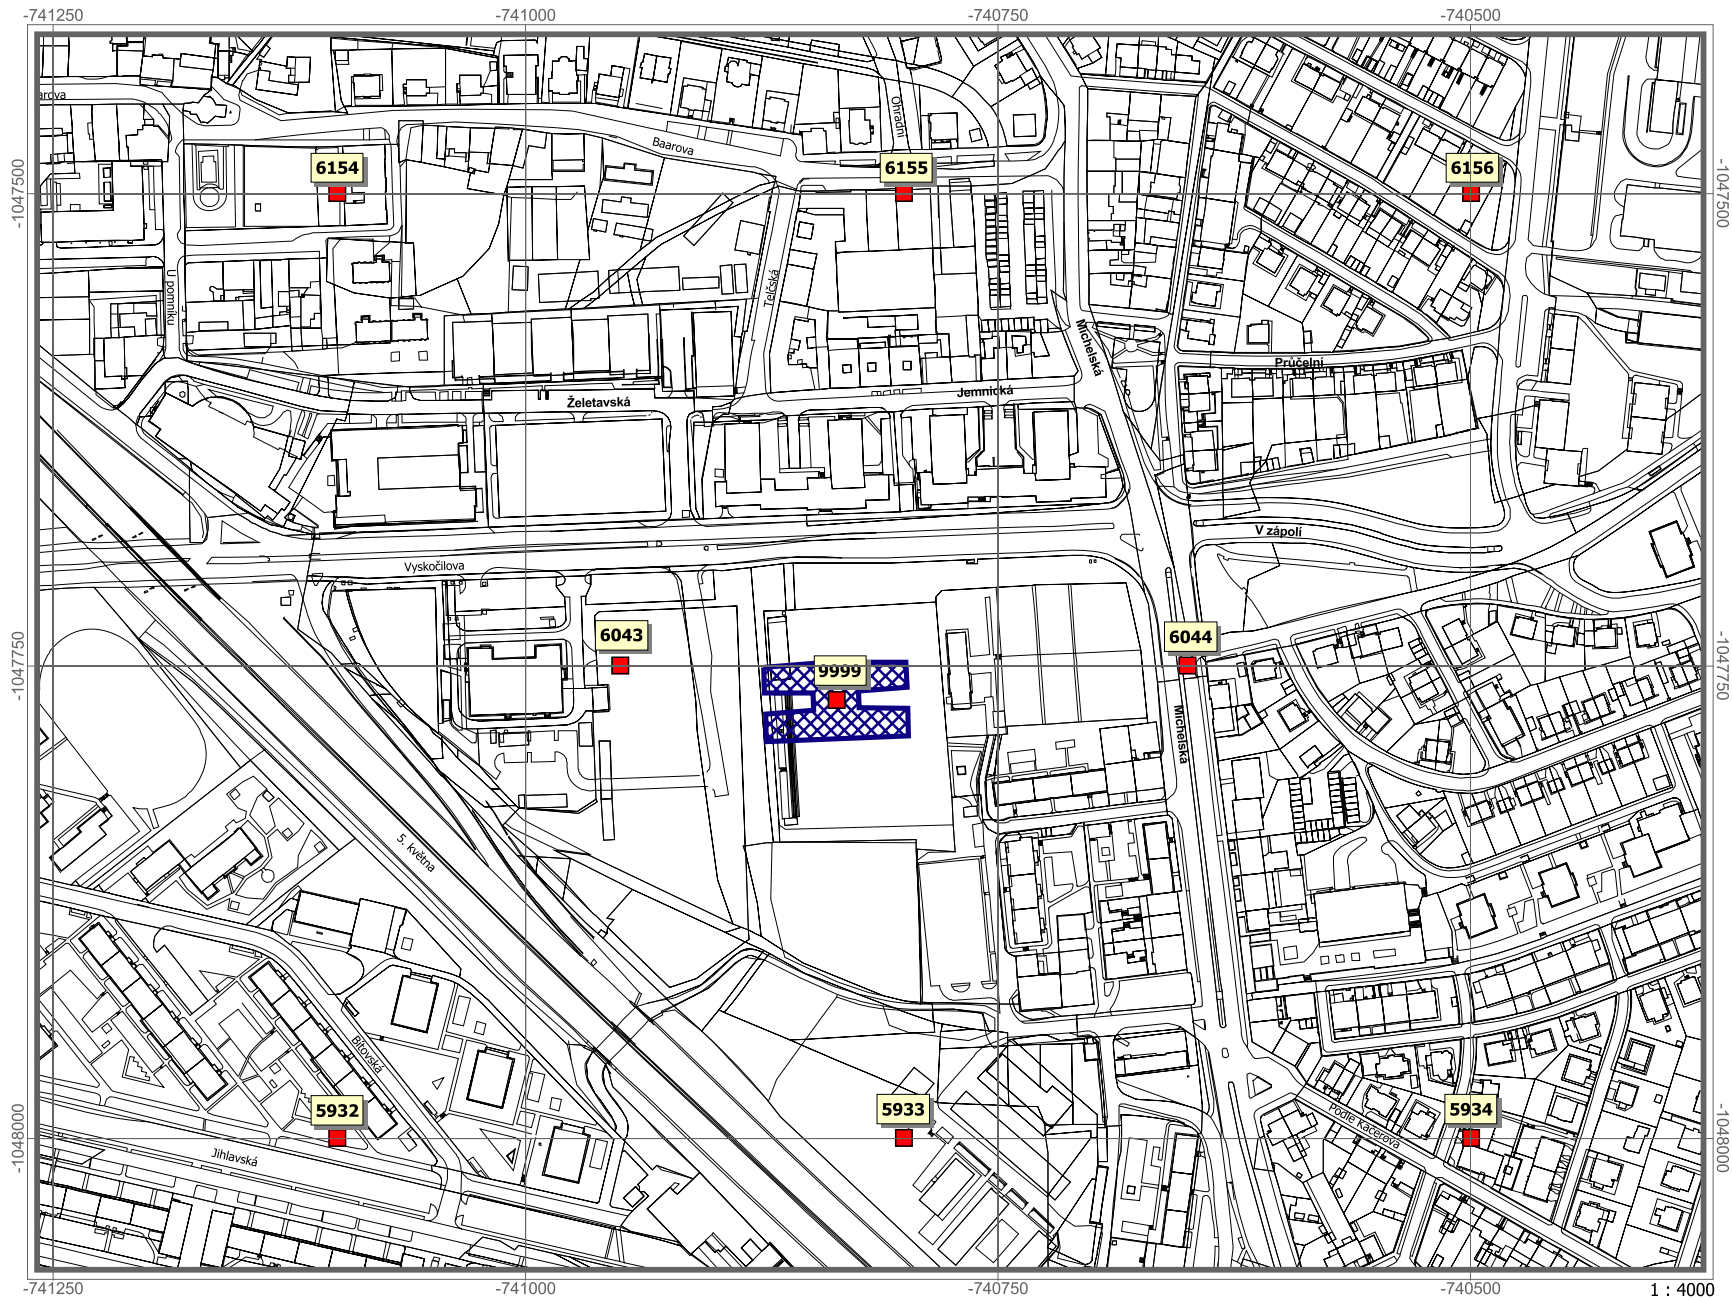 -741250
-741000
-740750
-740500
arova
Ohradní
Baarova
6154
6155
6156
-1047500
-1047500
U pomníku
Telčská
Michelská
Průčelní
Želetavská
Jemnická
V zápolí
Vyskočilova
6043
6044
-1047750
9999
-1047750
Michelská
5. května
Bítovská
5932
5933
5934
Podle Kačerova
-1048000
-1048000
Jihlavská
-741250
-741000
-740750
-740500
1 : 4000